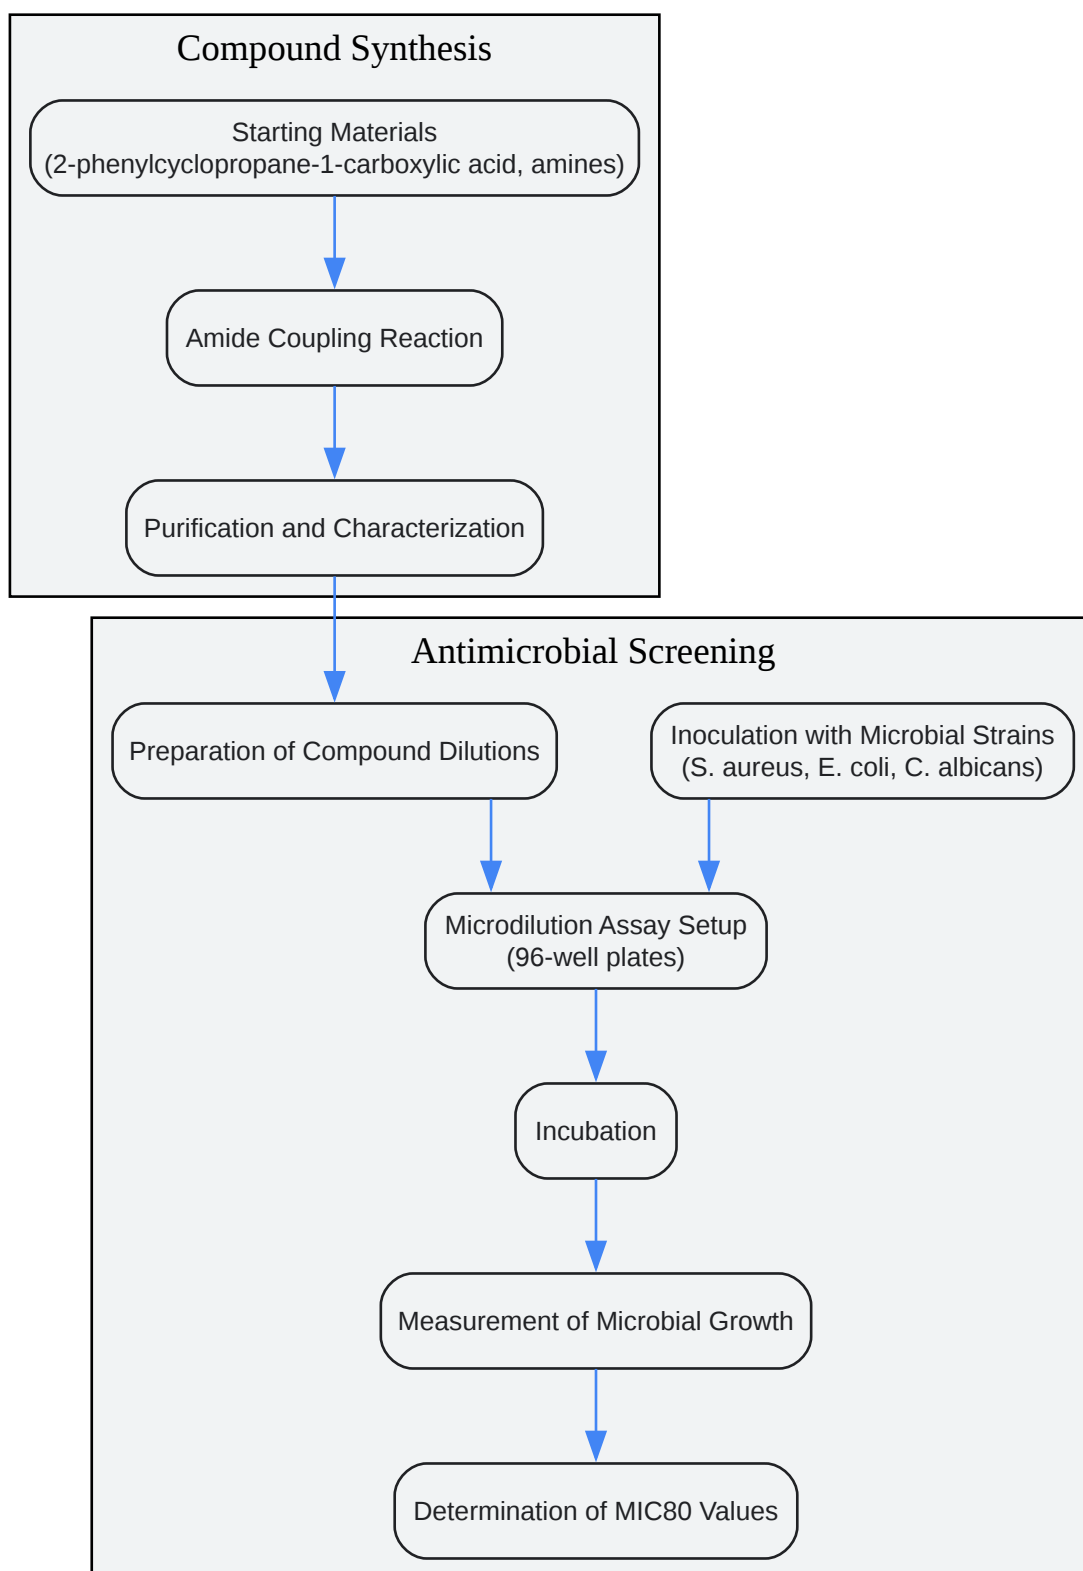 Compound Synthesis
Starting Materials
(2-phenylcyclopropane-1-carboxylic acid, amines)
Amide Coupling Reaction
Purification and Characterization
Antimicrobial Screening
Preparation of Compound Dilutions
Inoculation with Microbial Strains
(S. aureus, E. coli, C. albicans)
Microdilution Assay Setup
(96-well plates)
Incubation
Measurement of Microbial Growth
Determination of MIC80 Values